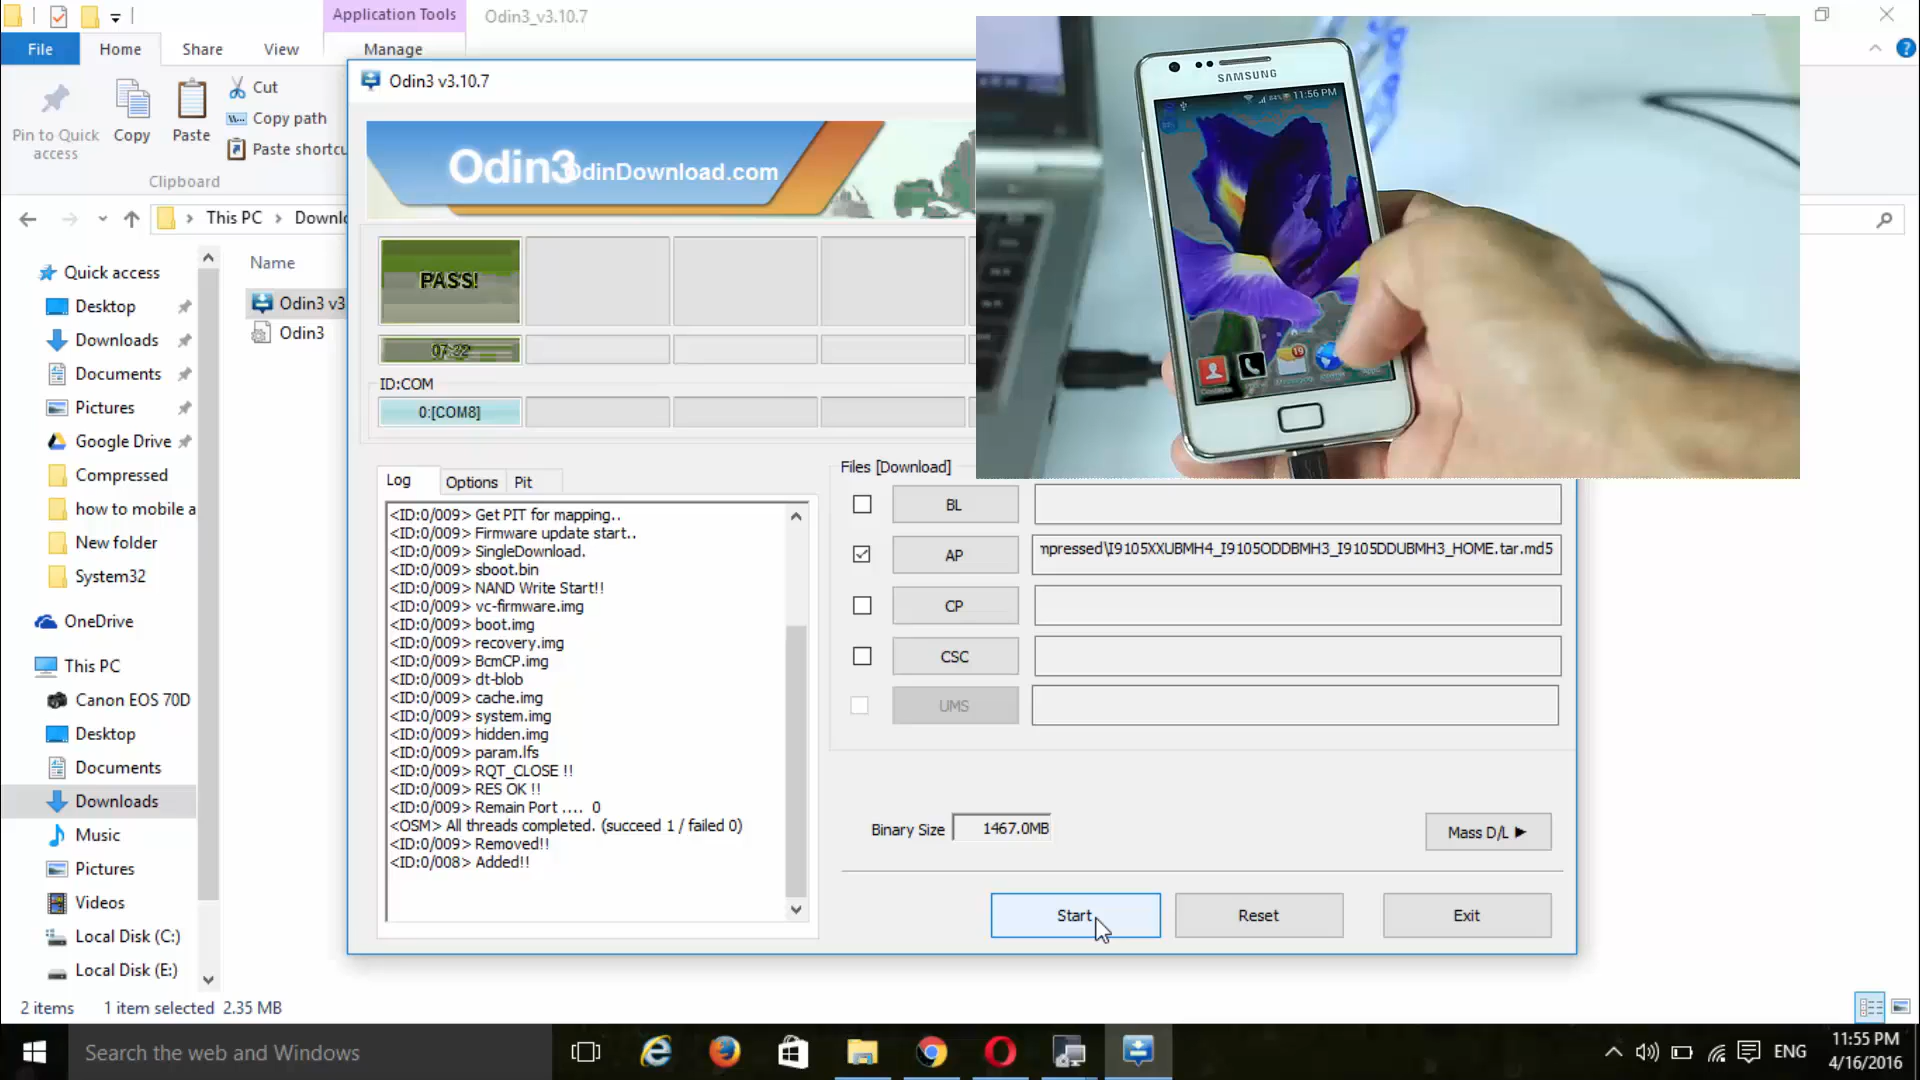 Application Tools
Odin3_v3.10.7
File
Home
Share
View
Manage
Pin to Quick access
Copy
Paste
Cut
Copy path
Paste shortcu
Clipboard
This PC
Downlo
Odin3 v3.10.7
Odin3
OdinDownload.com
PASS!
07:22
ID:COM
0:[COM8]
SAMSUNG
11:56 PM
Name
Odin3 v3
Odin3
Quick access
Desktop
Downloads
Documents
Pictures
Google Drive
Compressed
how to mobile a
New folder
System32
OneDrive
This PC
Canon EOS 70D
Desktop
Documents
Downloads
Music
Pictures
Videos
Local Disk (C:)
Local Disk (E:)
Log
Options
Pit
<ID:0/009> Get PIT for mapping..
<ID:0/009> Firmware update start..
<ID:0/009> SingleDownload.
<ID:0/009> sboot.bin
<ID:0/009> NAND Write Start!!
<ID:0/009> vc-firmware.img
<ID:0/009> boot.img
<ID:0/009> recovery.img
<ID:0/009> BcmCP.img
<ID:0/009> dt-blob
<ID:0/009> cache.img
<ID:0/009> system.img
<ID:0/009> hidden.img
<ID:0/009> param.lfs
<ID:0/009> RQT_CLOSE !!
<ID:0/009> RES OK !!
<ID:0/009> Remain Port .... 0
<OSM> All threads completed. (succeed 1 / failed 0)
<ID:0/009> Removed!!
<ID:0/008> Added!!
Files [Download]
BL
AP
mpressed\I9105XXUBMH4_I9105ODDBMH3_I9105DDUBMH3_HOME.tar.md5
CP
CSC
UMS
Binary Size
1467.0MB
Mass D/L ▶
Start
Reset
Exit
2 items
1 item selected 2.35 MB
Search the web and Windows
ENG
11:55 PM
4/16/2016